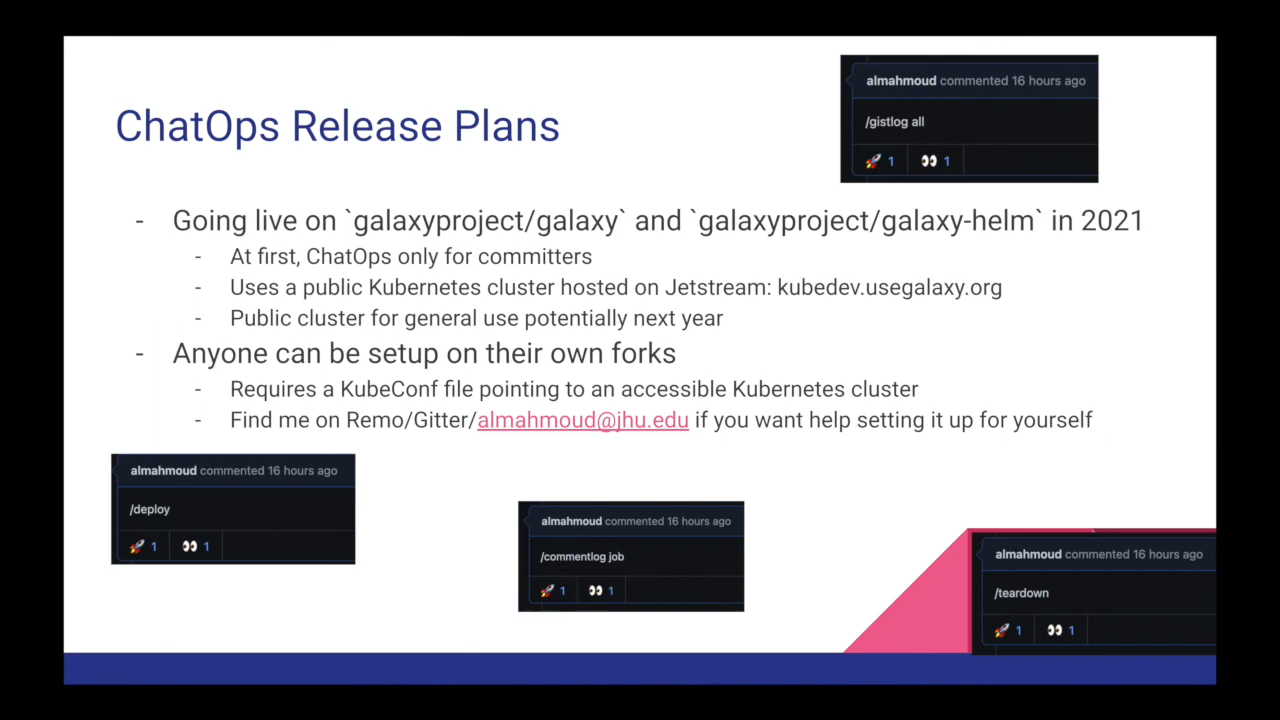 almahmoud commented 16 hours ago
/gistlog all
🚀 1 👀 1
ChatOps Release Plans
- Going live on `galaxyproject/galaxy` and `galaxyproject/galaxy-helm` in 2021
- At first, ChatOps only for committers
- Uses a public Kubernetes cluster hosted on Jetstream: kubedev.usegalaxy.org
- Public cluster for general use potentially next year
- Anyone can be setup on their own forks
- Requires a KubeConf file pointing to an accessible Kubernetes cluster
- Find me on Remo/Gitter/almahmoud@jhu.edu if you want help setting it up for yourself
almahmoud commented 16 hours ago
/deploy
🚀 1 👀 1
almahmoud commented 16 hours ago
/commentlog job
🚀 1 👀 1
almahmoud commented 16 hours ago
/teardown
🚀 1 👀 1